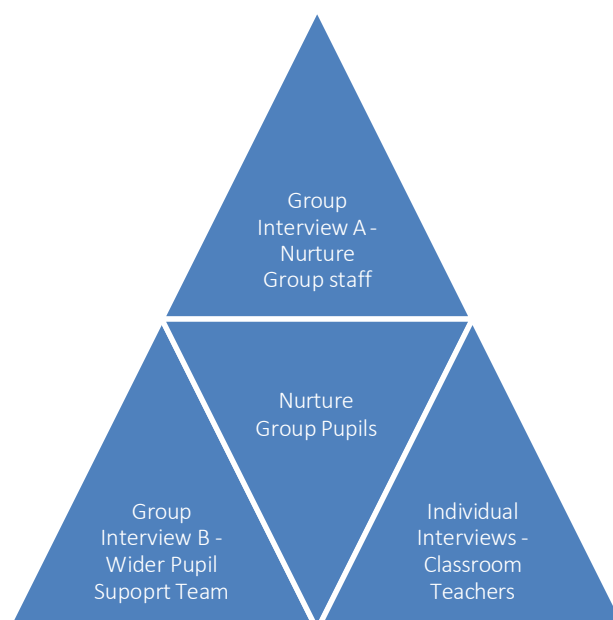 Group
Interview A -
Nurture
Group staff
Nurture
Group Pupils
Group
Interview B -
Wider Pupil
Supoprt Team
Individual
Interviews -
Classroom
Teachers